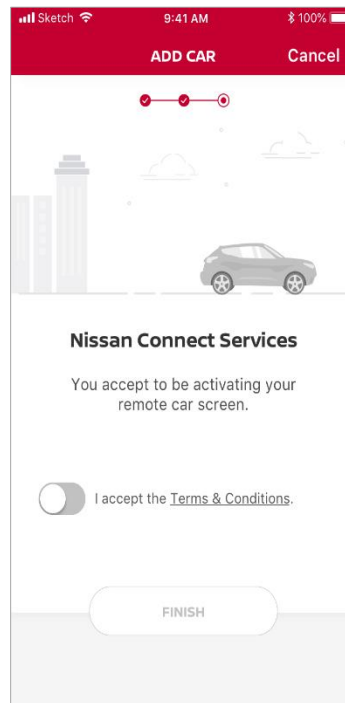 Sketch 9:41 AM 100%
ADD CAR Cancel
Nissan Connect Services
You accept to be activating your
remote car screen.
I accept the Terms & Conditions.
FINISH